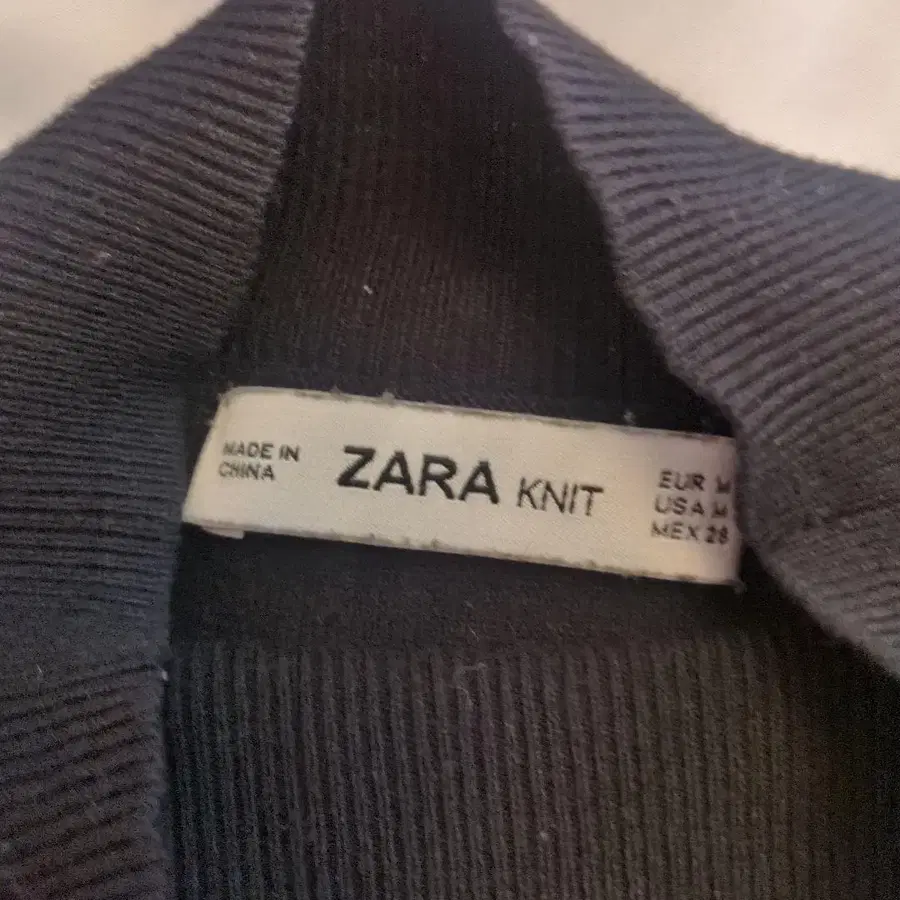 MADE IN
CHINA
ZARA KNIT
EUR M
USA M
MEX 28